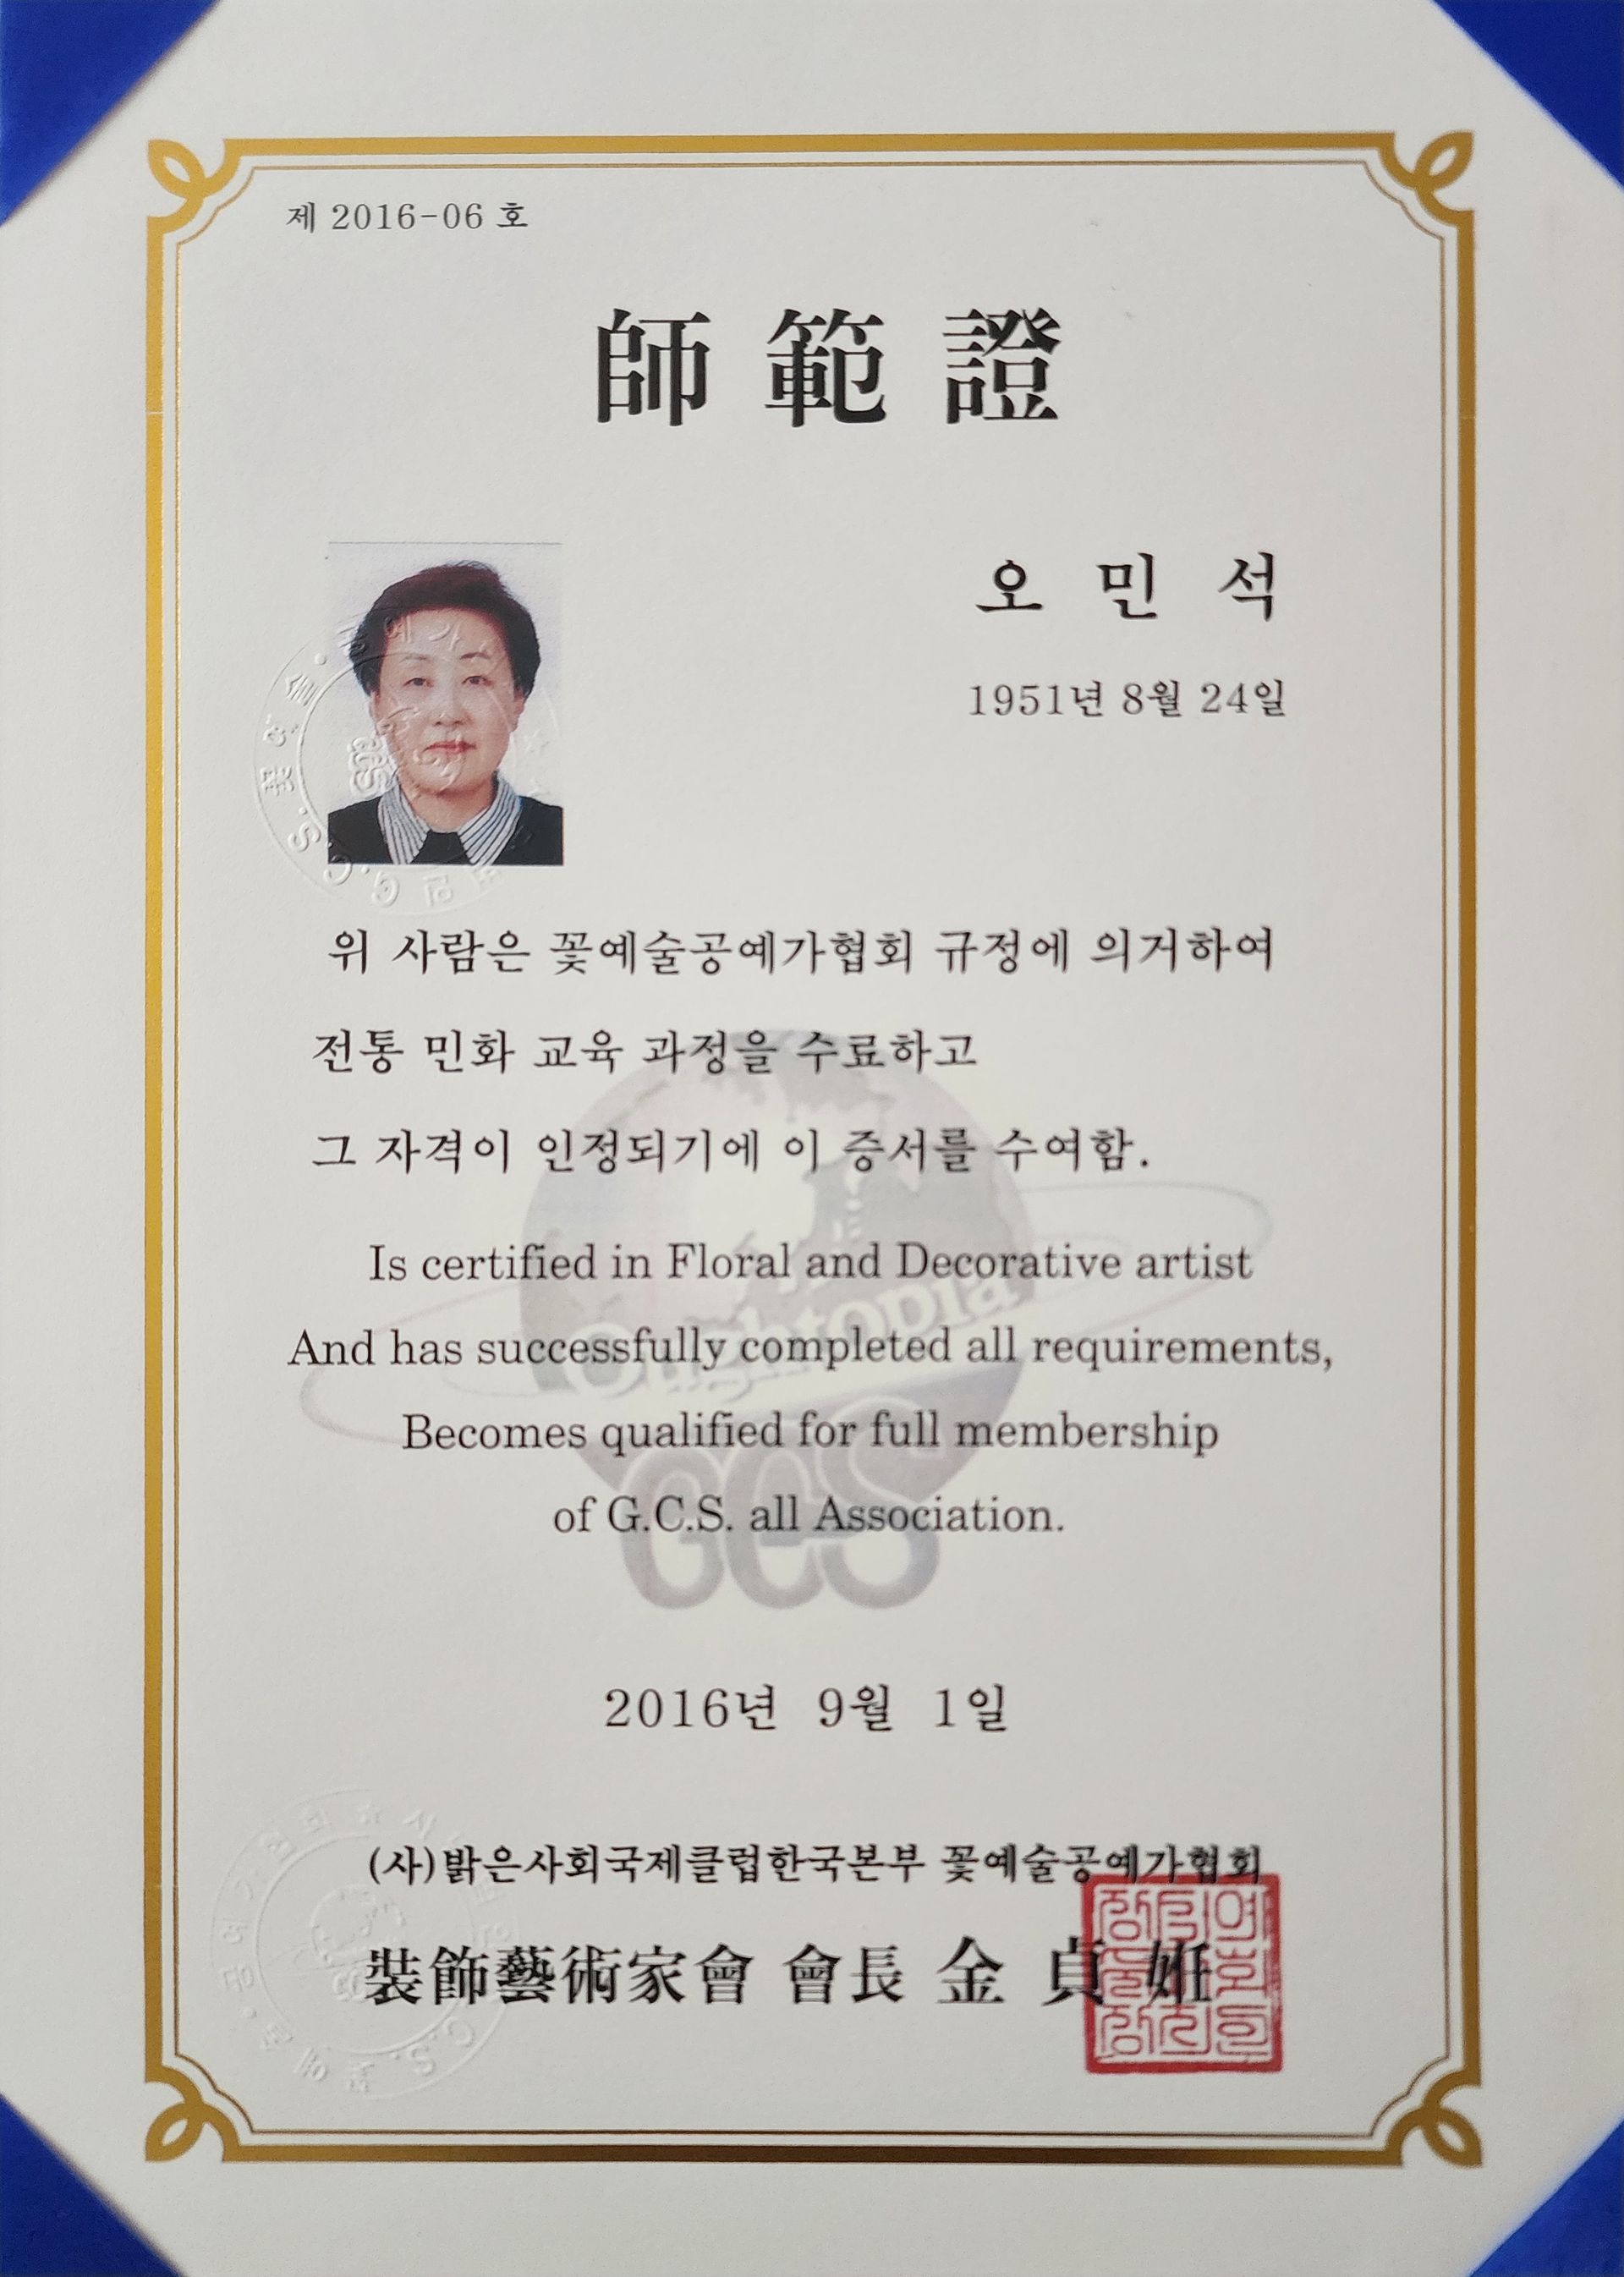 제 2016-06 호
師範證
오 민 석
1951년 8월 24일
위 사람은 꽃예술공예가협회 규정에 의거하여
전통 민화 교육 과정을 수료하고
그 자격이 인정되기에 이 증서를 수여함.
Is certified in Floral and Decorative artist
And has successfully completed all requirements,
Becomes qualified for full membership
of G.C.S. all Association.
Oughtopia
GCS
2016년 9월 1일
(사)밝은사회국제클럽한국본부 꽃예술공예가협회
裝飾藝術家會 會長 金 貞 姙